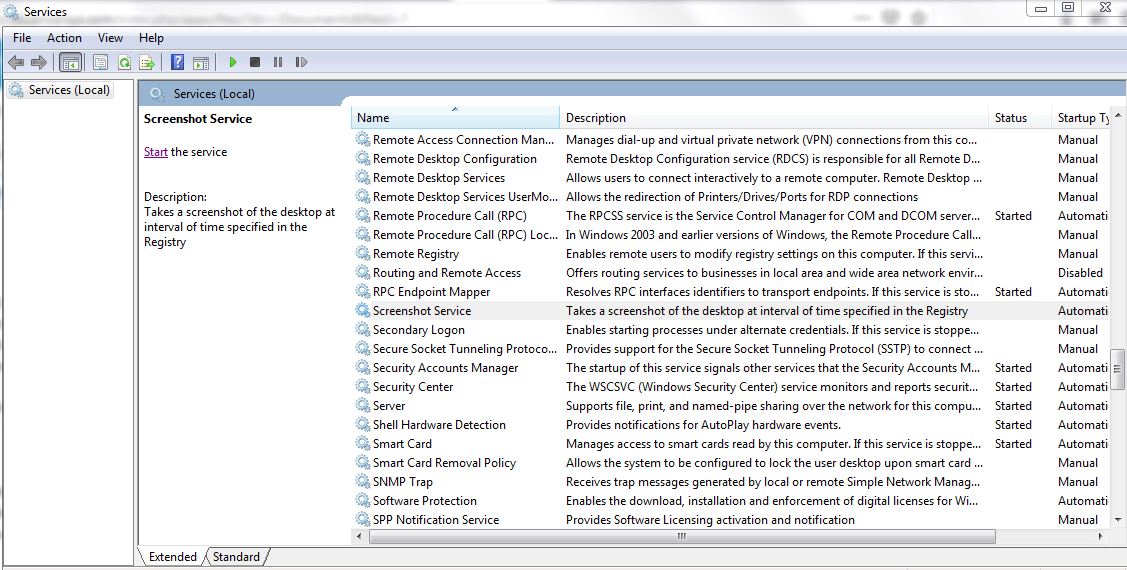 Services
File Action View Help
Services (Local)
Services (Local)
Screenshot Service
Start the service
Description:
Takes a screenshot of the desktop at
interval of time specified in the
Registry
Name Description Status Startup Ty
Remote Access Connection Man... Manages dial-up and virtual private network (VPN) connections from this co... Manual
Remote Desktop Configuration Remote Desktop Configuration service (RDCS) is responsible for all Remote D... Manual
Remote Desktop Services Allows users to connect interactively to a remote computer. Remote Desktop ... Manual
Remote Desktop Services UserMo... Allows the redirection of Printers/Drives/Ports for RDP connections Manual
Remote Procedure Call (RPC) The RPCSS service is the Service Control Manager for COM and DCOM server... Started Automati
Remote Procedure Call (RPC) Loc... In Windows 2003 and earlier versions of Windows, the Remote Procedure Call... Manual
Remote Registry Enables remote users to modify registry settings on this computer. If this servi... Manual
Routing and Remote Access Offers routing services to businesses in local area and wide area network envir... Disabled
RPC Endpoint Mapper Resolves RPC interfaces identifiers to transport endpoints. If this service is sto... Started Automati
Screenshot Service Takes a screenshot of the desktop at interval of time specified in the Registry Automati
Secondary Logon Enables starting processes under alternate credentials. If this service is stoppe... Manual
Secure Socket Tunneling Protoco... Provides support for the Secure Socket Tunneling Protocol (SSTP) to connect ... Manual
Security Accounts Manager The startup of this service signals other services that the Security Accounts M... Started Automati
Security Center The WSCSVC (Windows Security Center) service monitors and reports securit... Started Automati
Server Supports file, print, and named-pipe sharing over the network for this compu... Started Automati
Shell Hardware Detection Provides notifications for AutoPlay hardware events. Started Automati
Smart Card Manages access to smart cards read by this computer. If this service is stoppe... Started Automati
Smart Card Removal Policy Allows the system to be configured to lock the user desktop upon smart card ... Manual
SNMP Trap Receives trap messages generated by local or remote Simple Network Manag... Manual
Software Protection Enables the download, installation and enforcement of digital licenses for Wi... Automati
SPP Notification Service Provides Software Licensing activation and notification Manual
Extended Standard